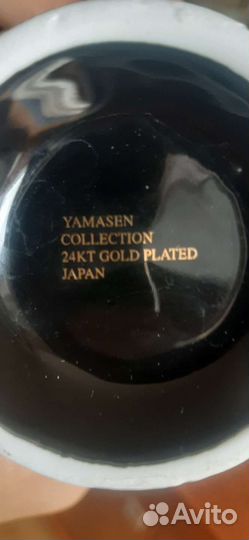 YAMASEN
COLLECTION
24KT GOLD PLATED
JAPAN
Avito